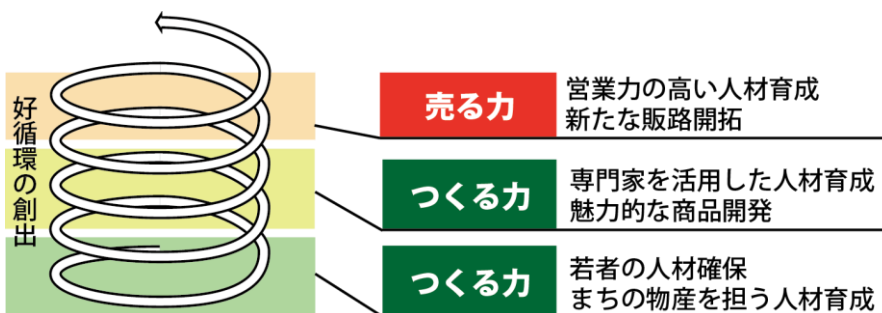 好循環の創出
売る力
営業力の高い人材育成
新たな販路開拓
つくる力
専門家を活用した人材育成
魅力的な商品開発
つくる力
若者の人材確保
まちの物産を担う人材育成